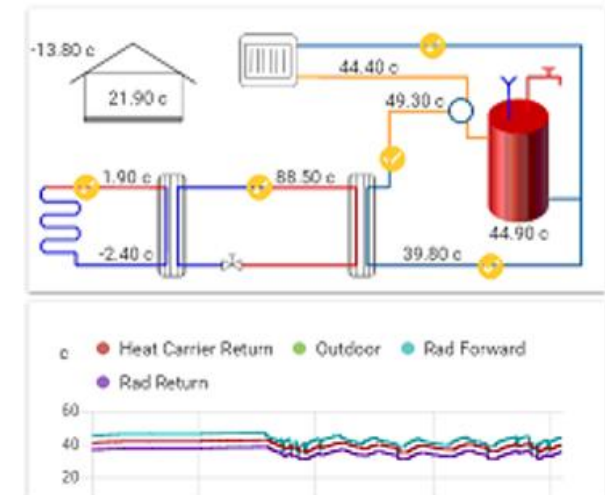 -13.80 c
44.40 c
21.90 c
49.30 c
1.90 c
88.50 c
44.90 c
-2.40 c
39.80 c
c
Heat Carrier Return
Outdoor
Rad Forward
Rad Return
60
40
20